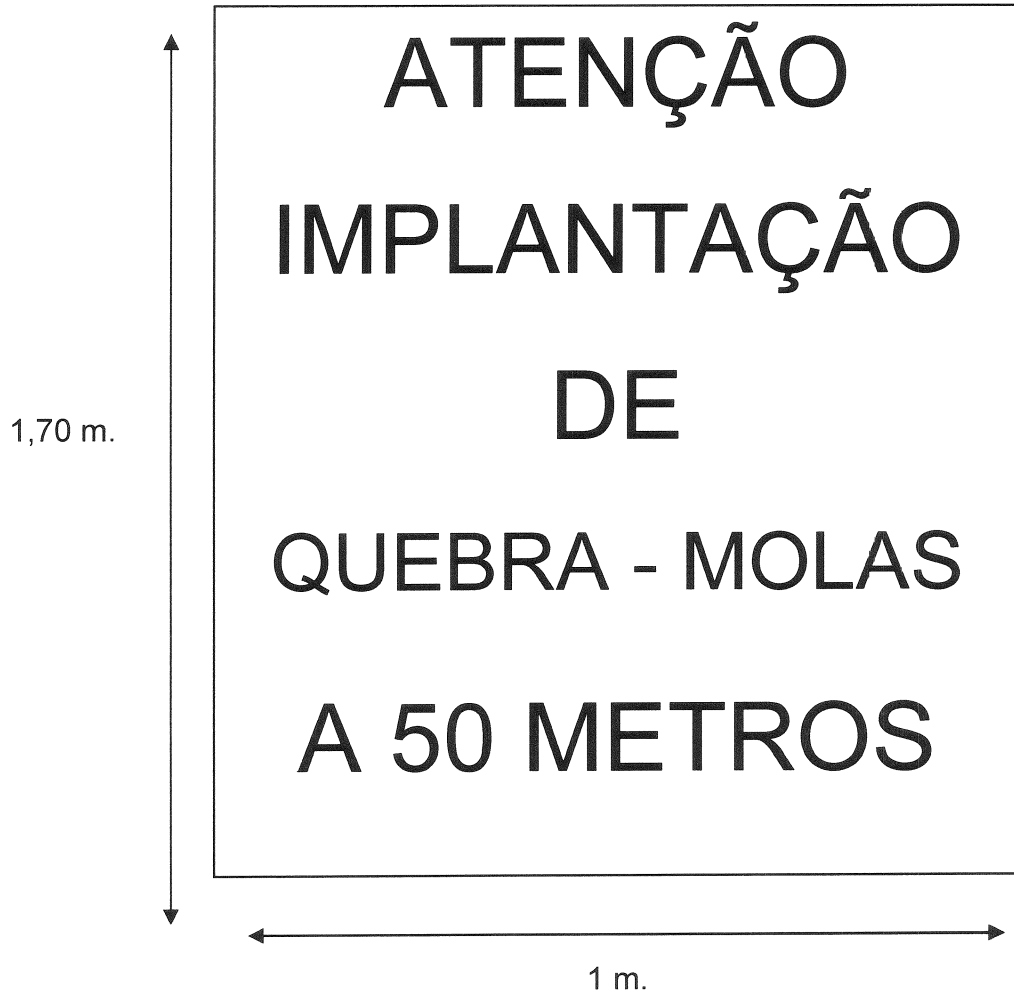 ATENÇÃO
IMPLANTAÇÃO
DE
1,70 m.
QUEBRA - MOLAS
A 50 METROS
1 m.